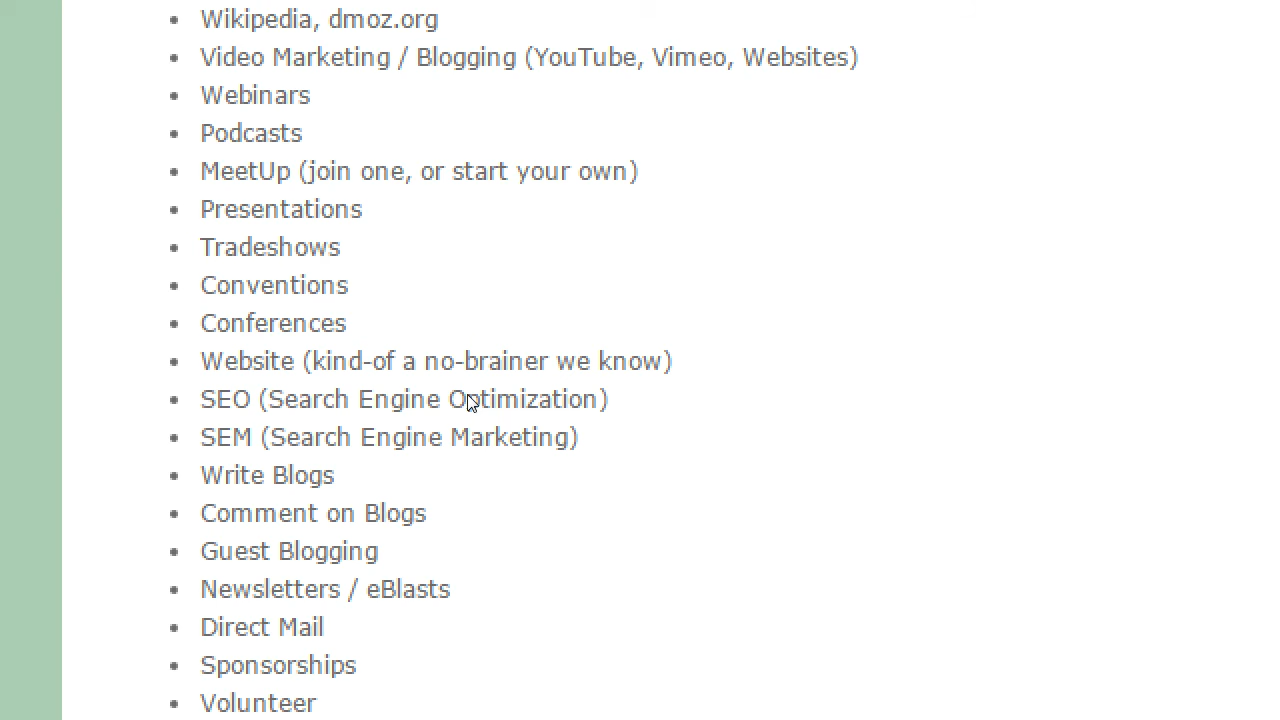 Wikipedia, dmoz.org
Video Marketing / Blogging (YouTube, Vimeo, Websites)
Webinars
Podcasts
MeetUp (join one, or start your own)
Presentations
Tradeshows
Conventions
Conferences
Website (kind-of a no-brainer we know)
SEO (Search Engine Optimization)
SEM (Search Engine Marketing)
Write Blogs
Comment on Blogs
Guest Blogging
Newsletters / eBlasts
Direct Mail
Sponsorships
Volunteer